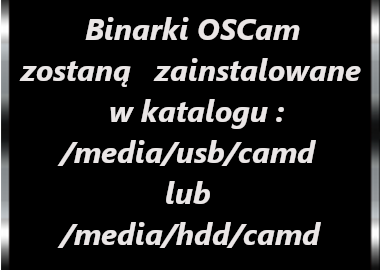 Binarki OSCam
zostaną zainstalowane
w katalogu :
/media/usb/camd
lub
/media/hdd/camd